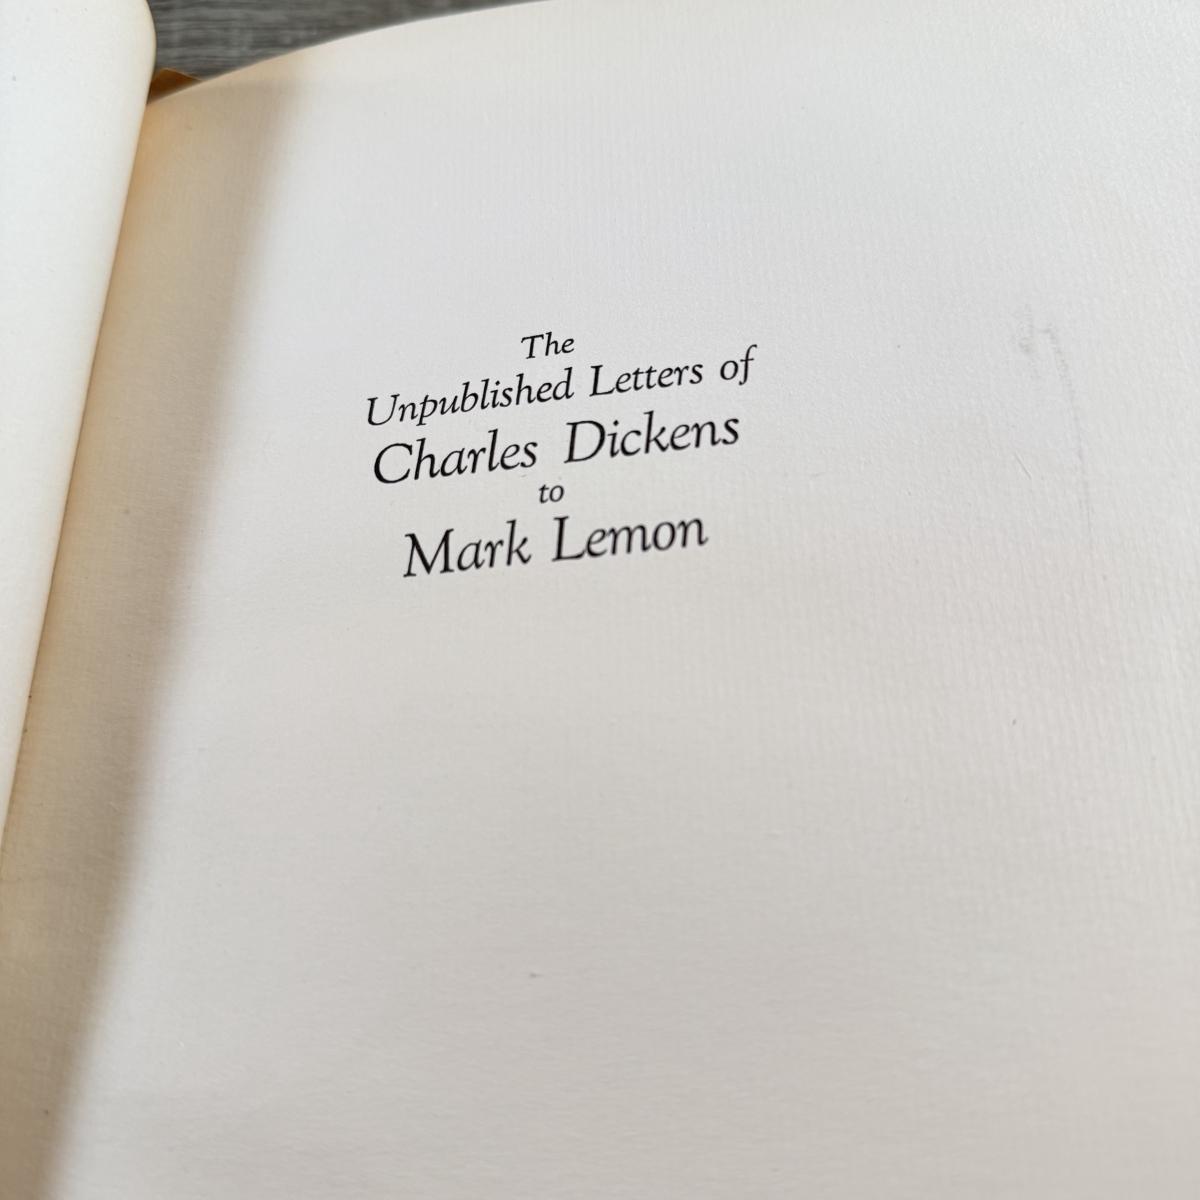 The
Unpublished Letters of
Charles Dickens
to
Mark Lemon